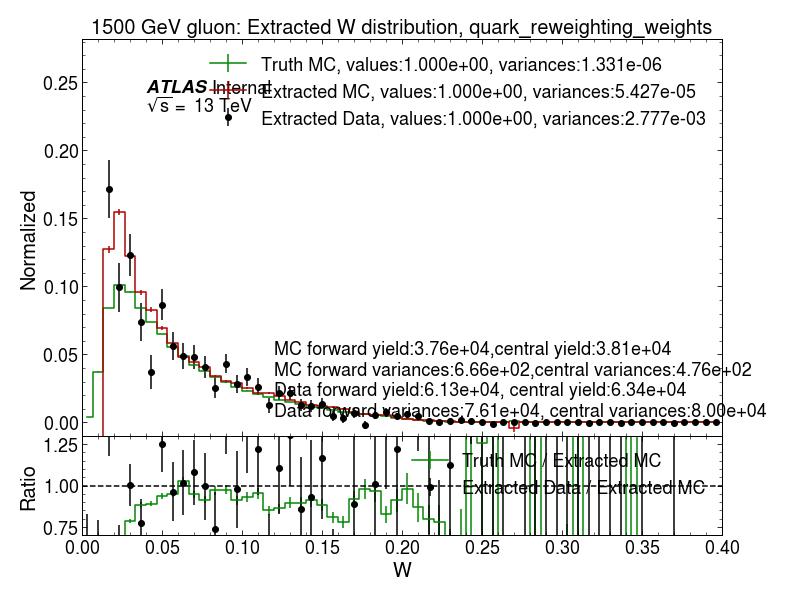 1500 GeV gluon: Extracted W distribution, quark_reweighting_weights
Truth MC, values:1.000e+00, variances:1.331e-06
ATLAS Internal
Extracted MC, values:1.000e+00, variances:5.427e-05
√s = 13 TeV
Extracted Data, values:1.000e+00, variances:2.777e-03
Normalized
0.25
0.20
0.15
0.10
0.05
0.00
MC forward yield:3.76e+04,central yield:3.81e+04
MC forward variances:6.66e+02,central variances:4.76e+02
Data forward yield:6.13e+04, central yield:6.34e+04
Data forward variances:7.61e+04, central variances:8.00e+04
Ratio
1.25
1.00
0.75
Truth MC / Extracted MC
Extracted Data / Extracted MC
0.00 0.05 0.10 0.15 0.20 0.25 0.30 0.35 0.40
W